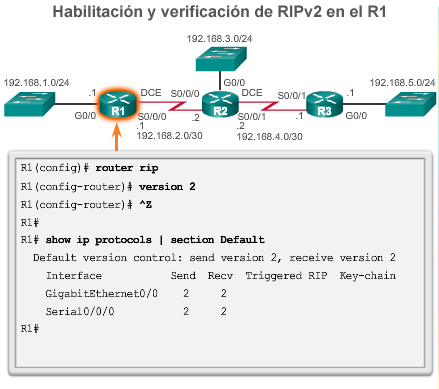 Habilitación y verificación de RIPv2 en el R1
192.168.3.0/24
192.168.1.0/24
G0/0
192.168.5.0/24
.1
DCE
S0/0/0
DCE
S0/0/1
.1
G0/0
R1
S0/0/0
R2
S0/0/1
R3
G0/0
.1
.2
.2
.1
192.168.2.0/30
192.168.4.0/30
R1(config)# router rip
R1(config-router)# version 2
R1(config-router)# ^Z
R1#
R1# show ip protocols | section Default
Default version control: send version 2, receive version 2
Interface Send Recv Triggered RIP Key-chain
GigabitEthernet0/0 2 2
Serial0/0/0 2 2
R1#